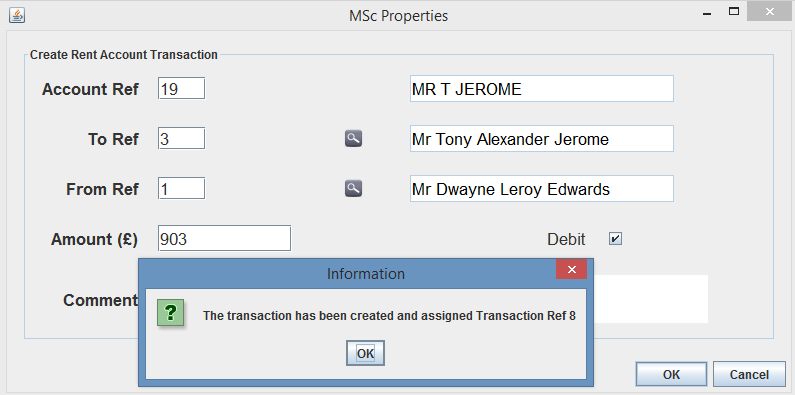 MSc Properties
Create Rent Account Transaction
Account Ref 19 MR T JEROME
To Ref 3 Mr Tony Alexander Jerome
From Ref 1 Mr Dwayne Leroy Edwards
Amount (£) 903 Debit
Comment
Information
? The transaction has been created and assigned Transaction Ref 8
OK
OK Cancel